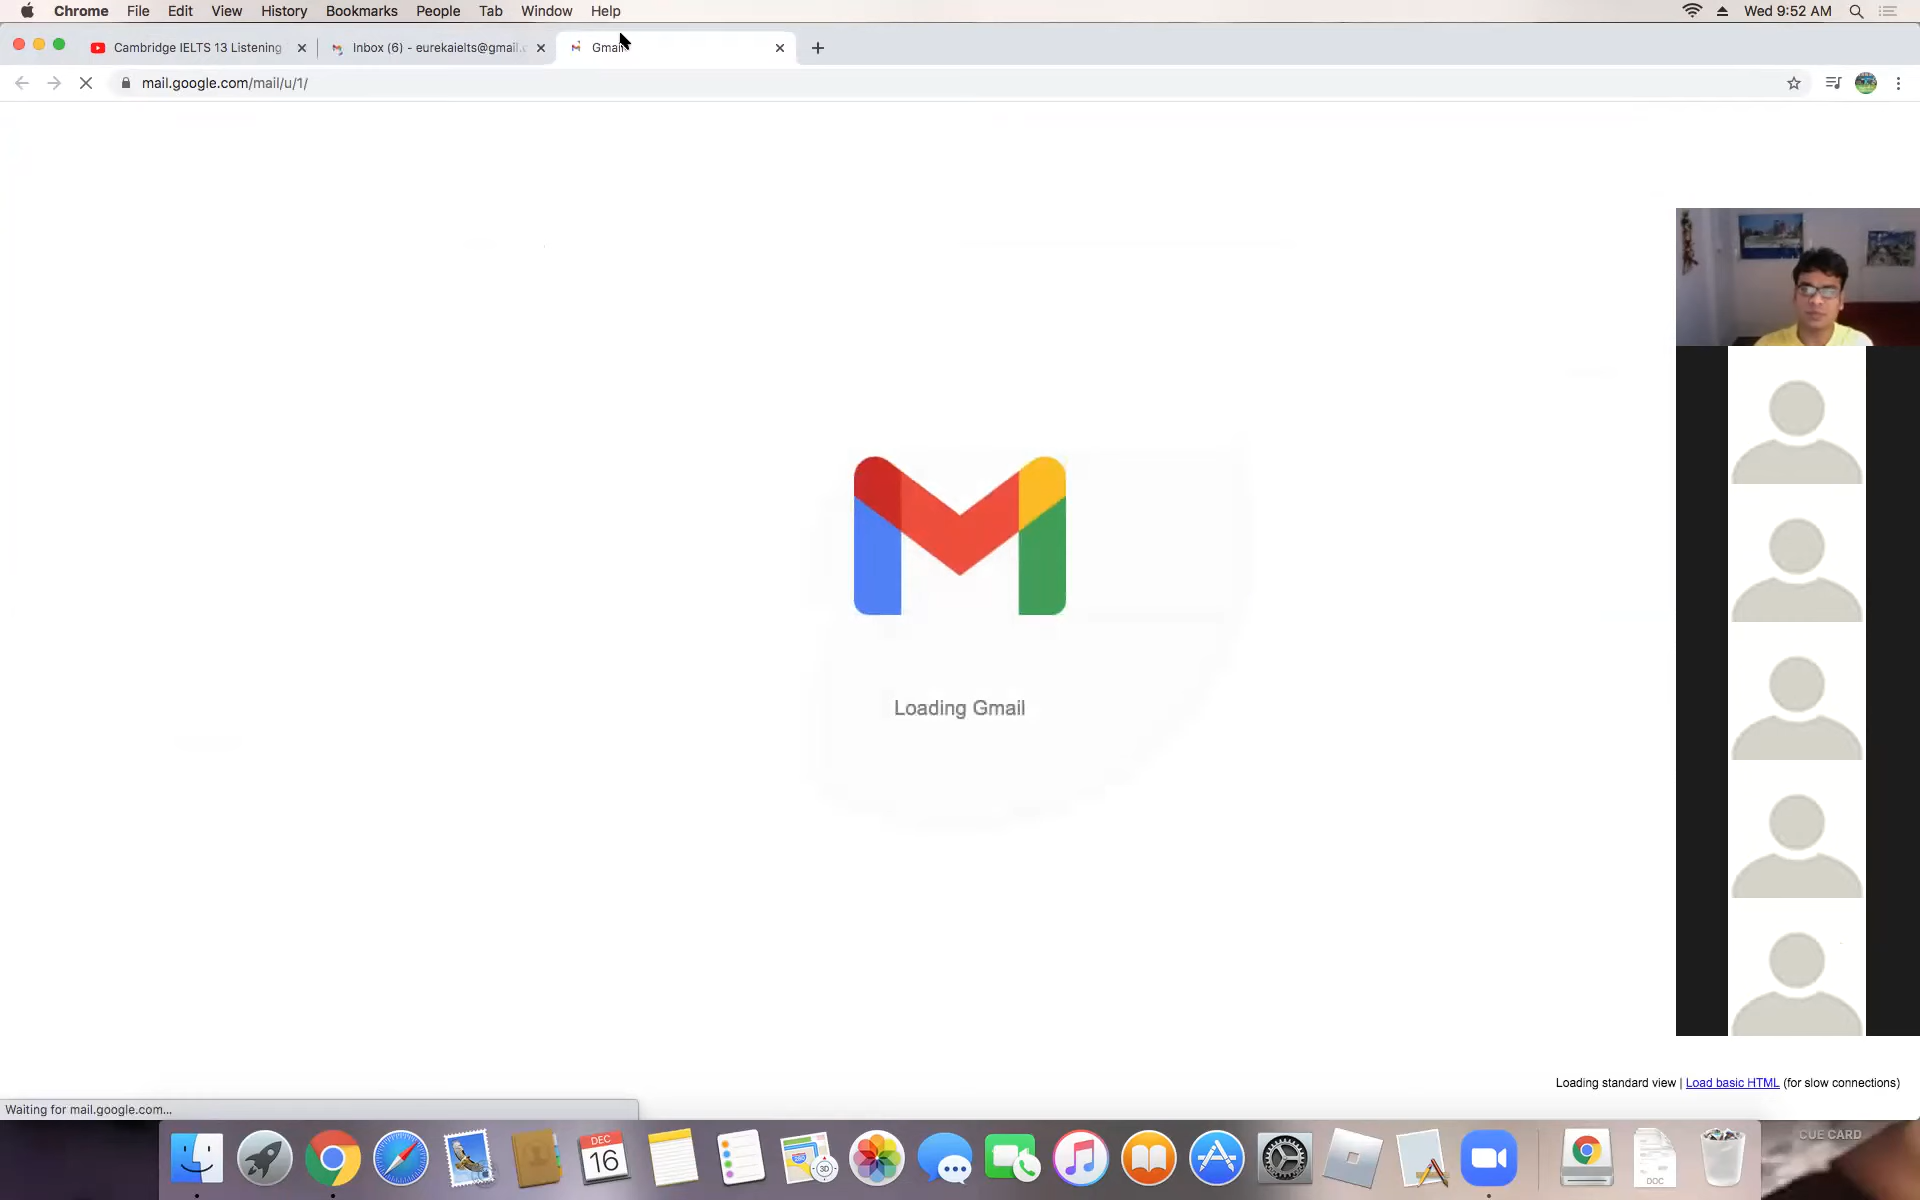 Chrome File Edit View History Bookmarks People Tab Window Help Wed 9:52 AM
Cambridge IELTS 13 Listening Inbox (6) - eurekaielts@gmail.c Gmail
mail.google.com/mail/u/1/
Loading Gmail
Loading standard view | Load basic HTML (for slow connections)
Waiting for mail.google.com...
CUE CARD
DEC
16
3D
DOC